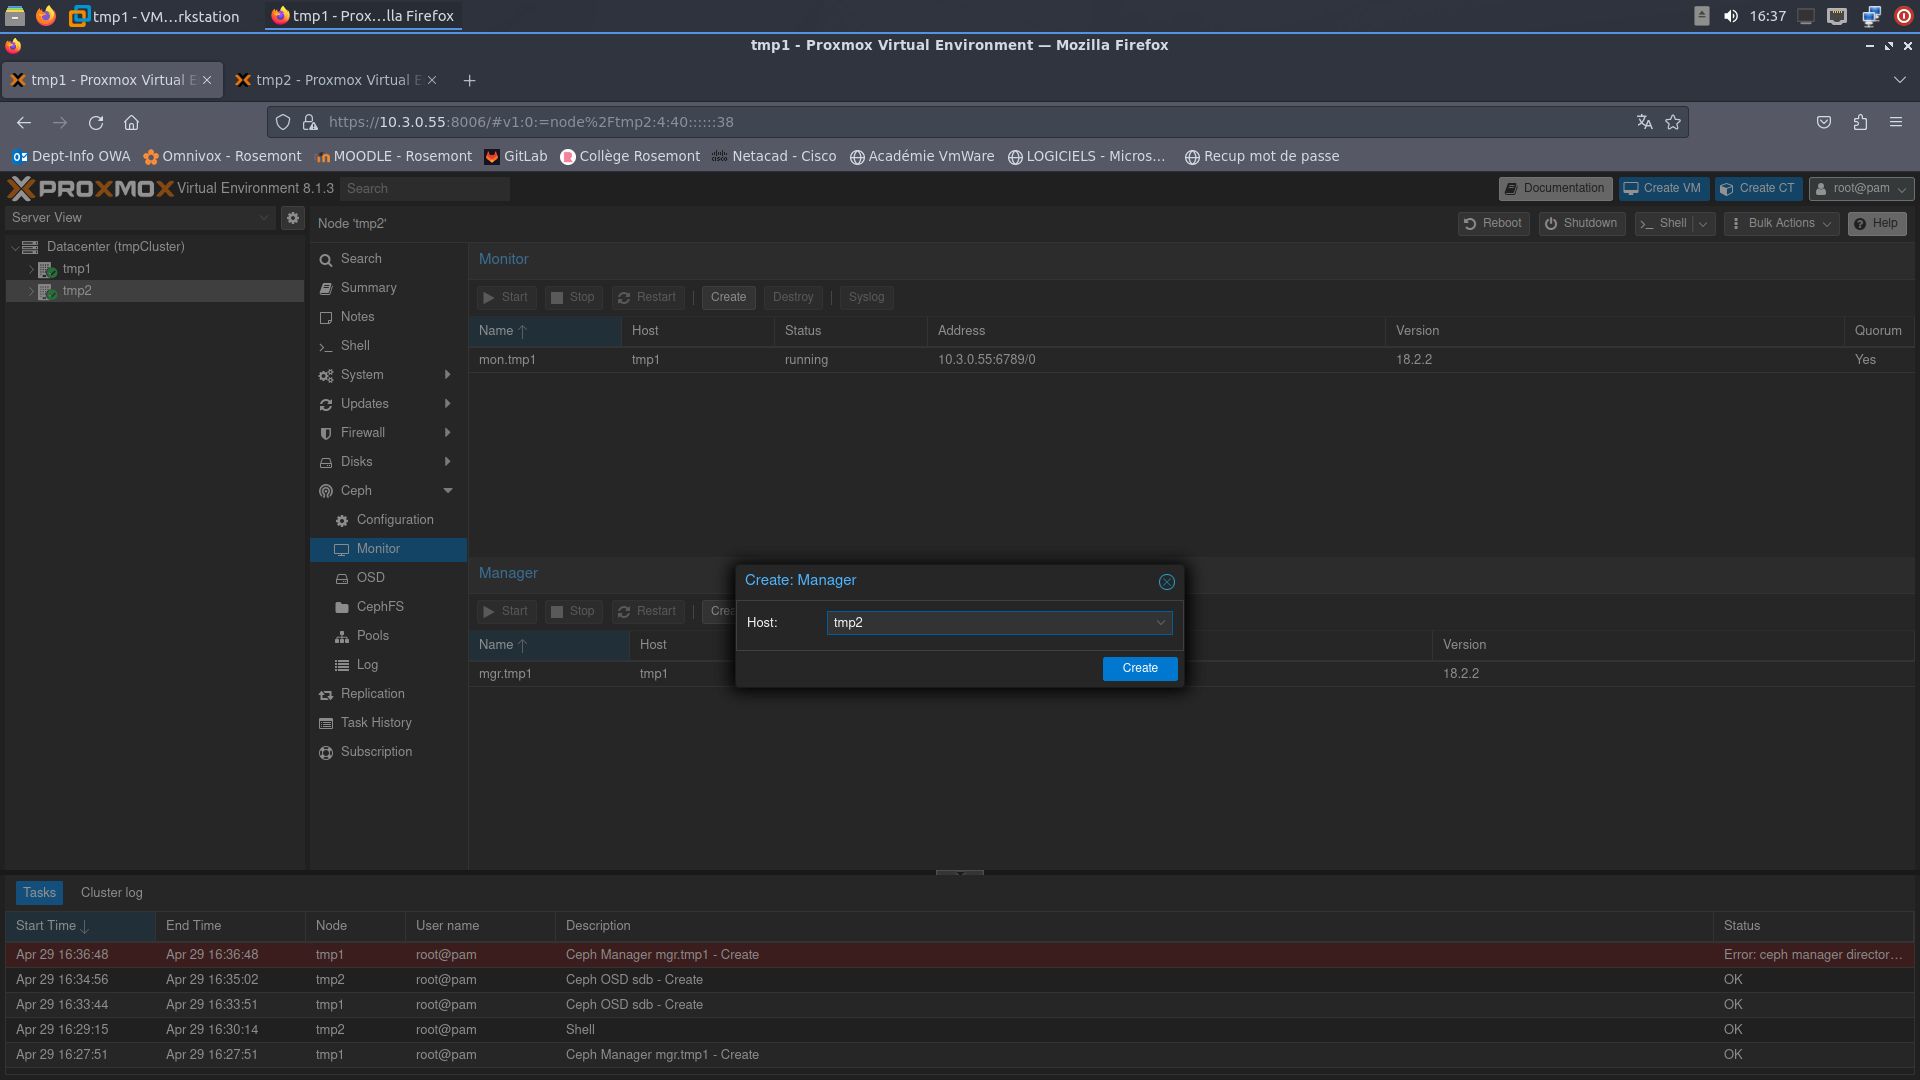 tmp1 - VM...rkstation
tmp1 - Prox...lla Firefox
16:37
tmp1 - Proxmox Virtual Environment — Mozilla Firefox
tmp1 - Proxmox Virtual E
tmp2 - Proxmox Virtual E
https://10.3.0.55:8006/#v1:0:=node%2Ftmp2:4:40::::::38
Dept-Info OWA
Omnivox - Rosemont
MOODLE - Rosemont
GitLab
Collège Rosemont
Netacad - Cisco
Académie VmWare
LOGICIELS - Micros...
Recup mot de passe
PROXMOX Virtual Environment 8.1.3
Search
Documentation
Create VM
Create CT
root@pam
Server View
Node 'tmp2'
Reboot
Shutdown
Shell
Bulk Actions
Help
Datacenter (tmpCluster)
tmp1
tmp2
Search
Summary
Notes
Shell
System
Updates
Firewall
Disks
Ceph
Configuration
Monitor
OSD
CephFS
Pools
Log
Replication
Task History
Subscription
Monitor
Start Stop Restart Create Destroy Syslog
Name Host Status Address Version Quorum
mon.tmp1 tmp1 running 10.3.0.55:6789/0 18.2.2 Yes
Manager
Start Stop Restart Crea
Name Host Version
mgr.tmp1 tmp1 18.2.2
Create: Manager
Host: tmp2
Create
Tasks Cluster log
Start Time End Time Node User name Description Status
Apr 29 16:36:48 Apr 29 16:36:48 tmp1 root@pam Ceph Manager mgr.tmp1 - Create Error: ceph manager director...
Apr 29 16:34:56 Apr 29 16:35:02 tmp2 root@pam Ceph OSD sdb - Create OK
Apr 29 16:33:44 Apr 29 16:33:51 tmp1 root@pam Ceph OSD sdb - Create OK
Apr 29 16:29:15 Apr 29 16:30:14 tmp2 root@pam Shell OK
Apr 29 16:27:51 Apr 29 16:27:51 tmp1 root@pam Ceph Manager mgr.tmp1 - Create OK